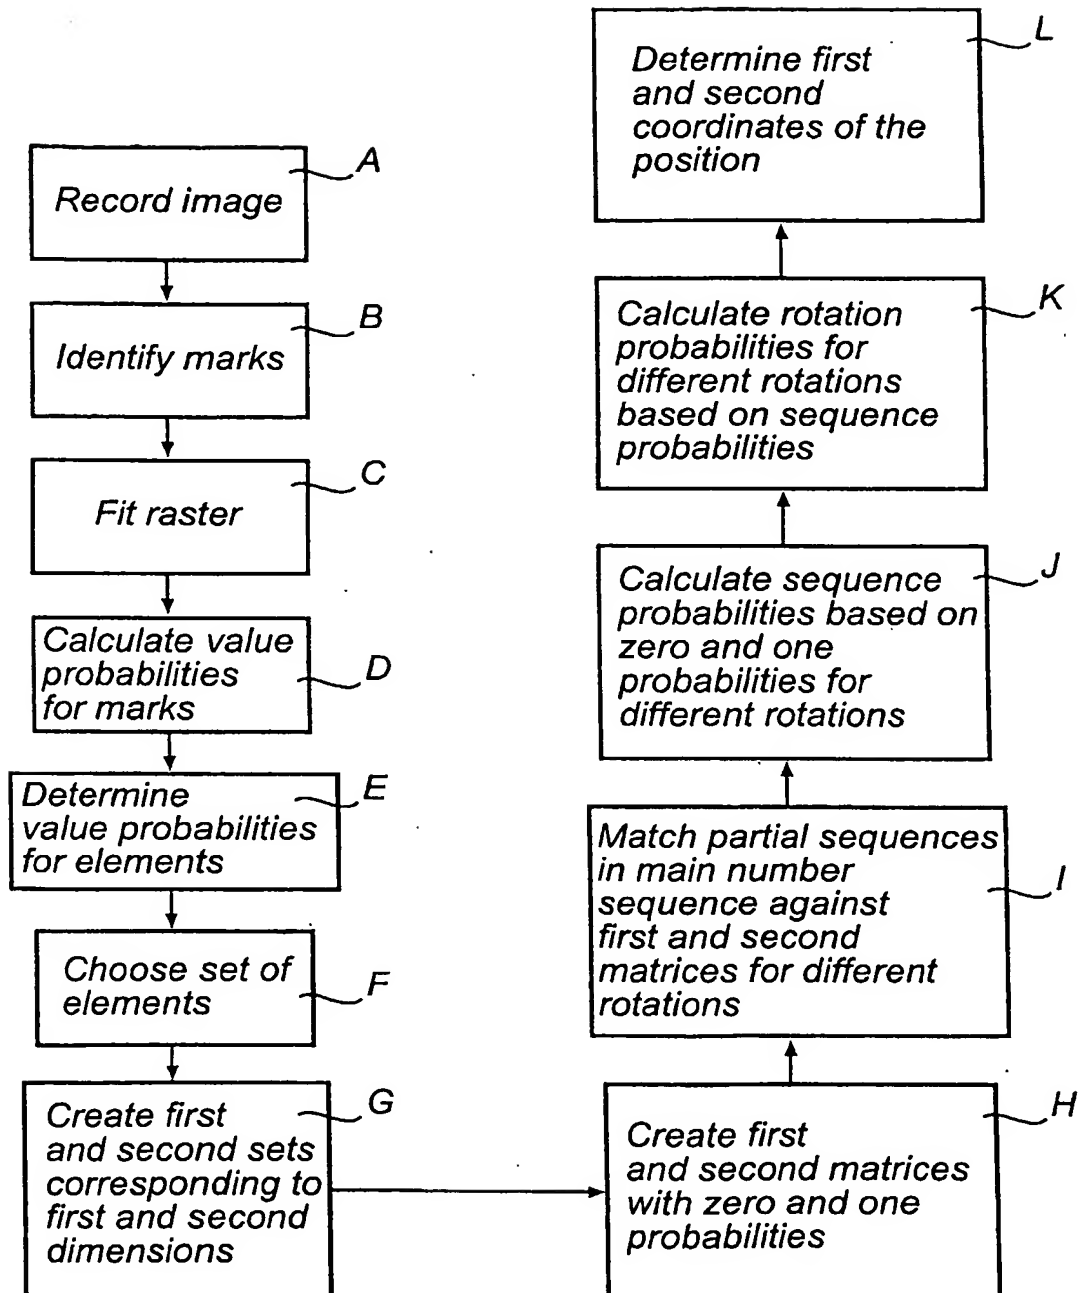 A
Record image
B
Identify marks
C
Fit raster
D
Calculate value
probabilities
for marks
E
Determine
value probabilities
for elements
F
Choose set of
elements
G
Create first
and second sets
corresponding to
first and second
dimensions
H
Create first
and second matrices
with zero and one
probabilities
I
Match partial sequences
in main number
sequence against
first and second
matrices for different
rotations
J
Calculate sequence
probabilities based on
zero and one
probabilities for
different rotations
K
Calculate rotation
probabilities for
different rotations
based on sequence
probabilities
L
Determine first
and second
coordinates of the
position